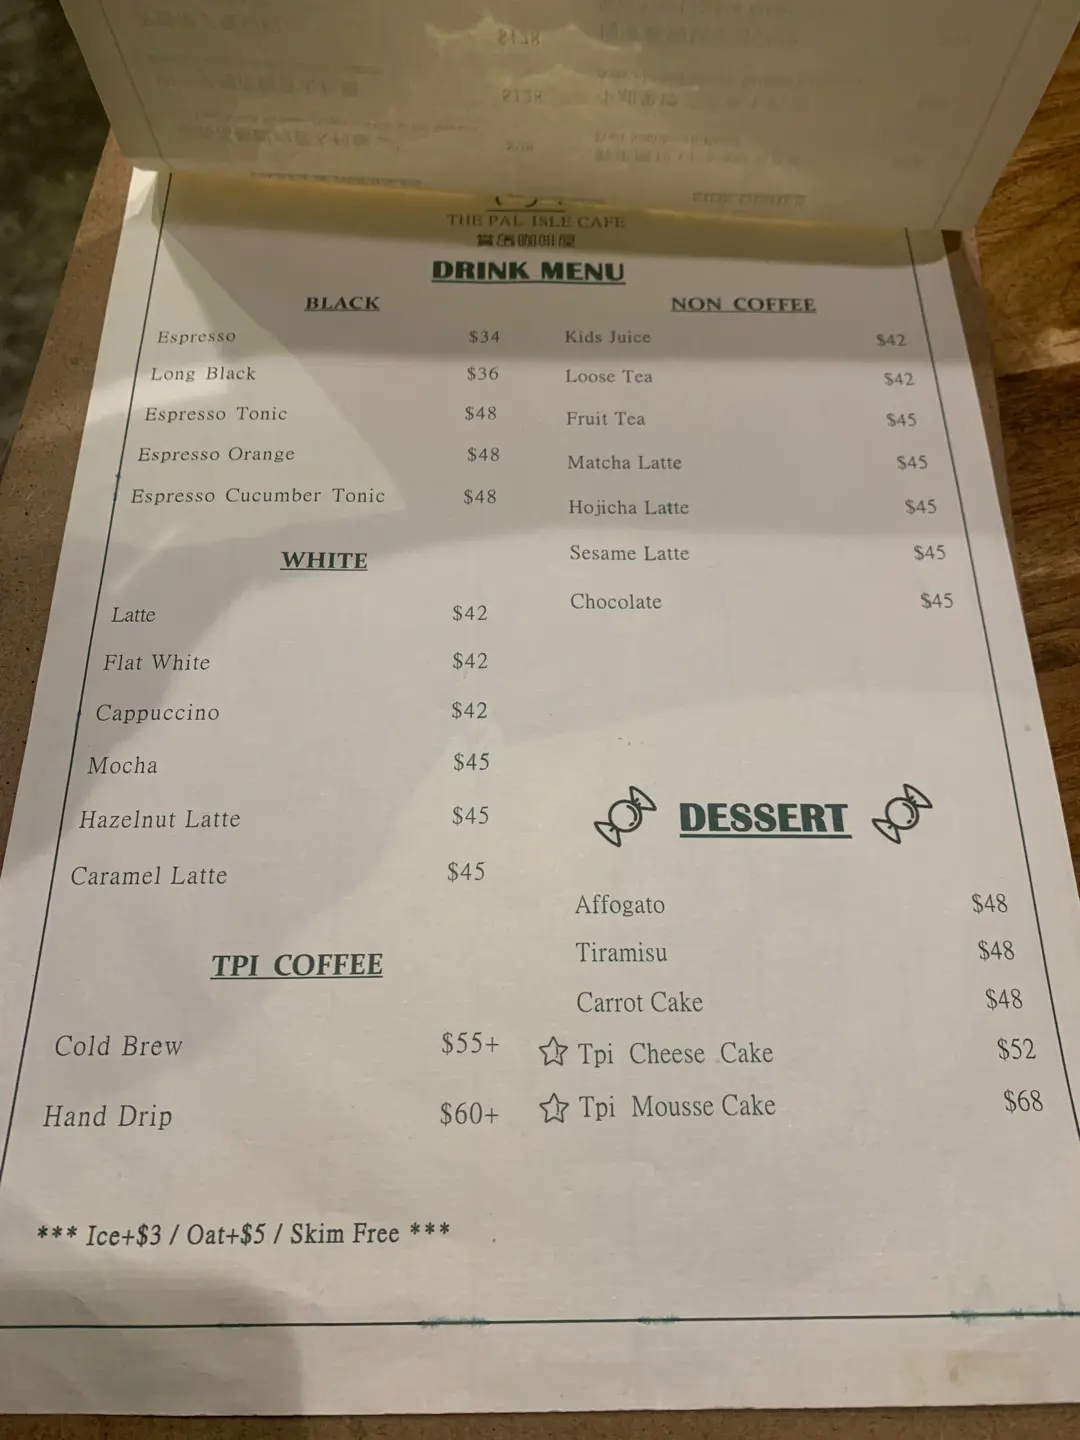 $128
$128
THE PAL ISLE CAFE
DRINK MENU
BLACK
Espresso $34
Long Black $36
Espresso Tonic $48
Espresso Orange $48
Espresso Cucumber Tonic $48
WHITE
Latte $42
Flat White $42
Cappuccino $42
Mocha $45
Hazelnut Latte $45
Caramel Latte $45
TPI COFFEE
Cold Brew $55+
Hand Drip $60+
NON COFFEE
Kids Juice $42
Loose Tea $42
Fruit Tea $45
Matcha Latte $45
Hojicha Latte $45
Sesame Latte $45
Chocolate $45
DESSERT
Affogato $48
Tiramisu $48
Carrot Cake $48
Tpi Cheese Cake $52
Tpi Mousse Cake $68
*** Ice+$3 / Oat+$5 / Skim Free ***